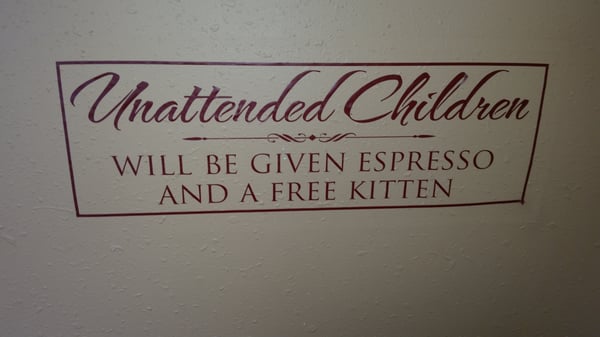 Unattended Children
WILL BE GIVEN ESPRESSO
AND A FREE KITTEN